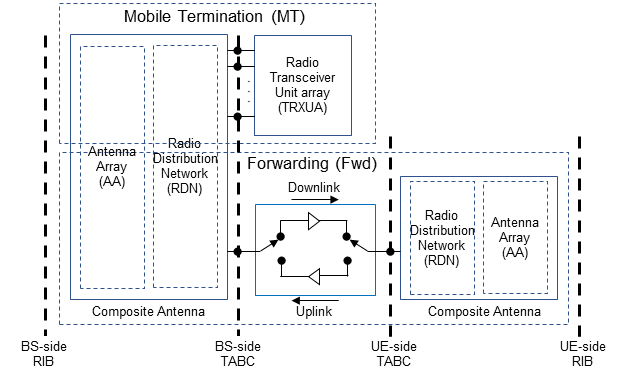 Mobile Termination (MT)
Radio
Transceiver
Unit array
(TRXUA)
Antenna
Array
(AA)
Radio
Distribution
Network
(RDN)
Forwarding (Fwd)
Downlink
Uplink
Radio
Distribution
Network
(RDN)
Antenna
Array
(AA)
Composite Antenna
Composite Antenna
BS-side
RIB
BS-side
TABC
UE-side
TABC
UE-side
RIB